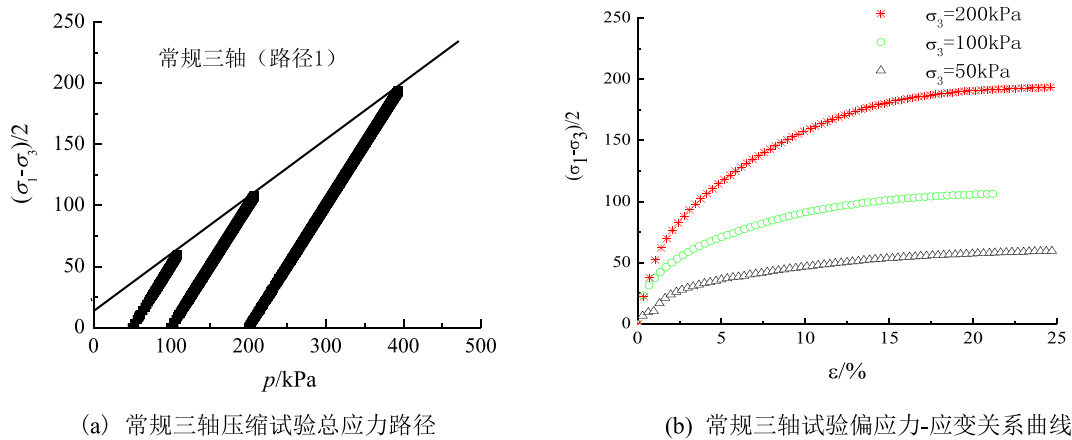 常规三轴（路径1）
(σ1-σ3)/2
250
200
150
100
50
0
0 100 200 300 400 500
p/kPa
(a) 常规三轴压缩试验总应力路径
σ3=200kPa
σ3=100kPa
σ3=50kPa
(σ1-σ3)/2
250
200
150
100
50
0
0 5 10 15 20 25
ε/%
(b) 常规三轴试验偏应力-应变关系曲线